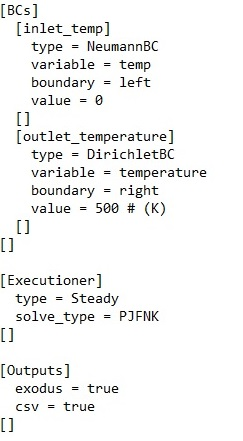 [BCs]
  [inlet_temp]
    type = NeumannBC
    variable = temp
    boundary = left
    value = 0
  []
  [outlet_temperature]
    type = DirichletBC
    variable = temperature
    boundary = right
    value = 500 # (K)
  []
[]

[Executioner]
  type = Steady
  solve_type = PJFNK
[]

[Outputs]
  exodus = true
  csv = true
[]